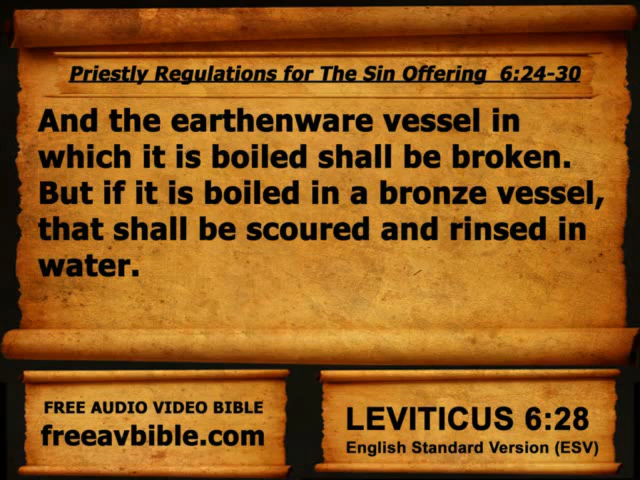 Priestly Regulations for The Sin Offering  6:24-30
And the earthenware vessel in
which it is boiled shall be broken.
But if it is boiled in a bronze vessel,
that shall be scoured and rinsed in
water.
FREE AUDIO VIDEO BIBLE
freeavbible.com
LEVITICUS 6:28
English Standard Version (ESV)